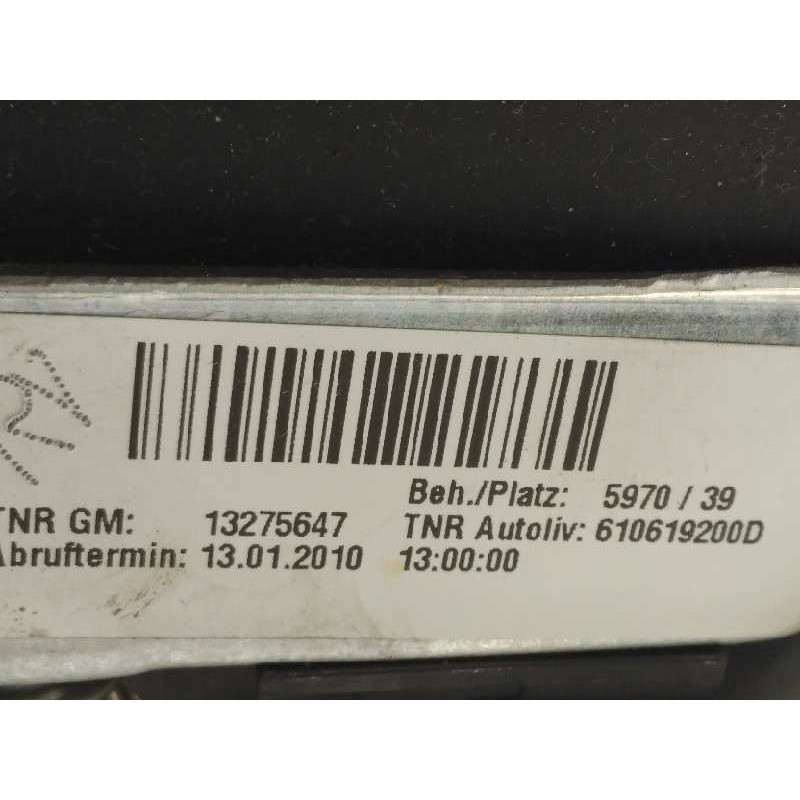 Beh./Platz: 5970 / 39
TNR GM: 13275647 TNR Autoliv: 610619200D
Abruftermin: 13.01.2010 13:00:00